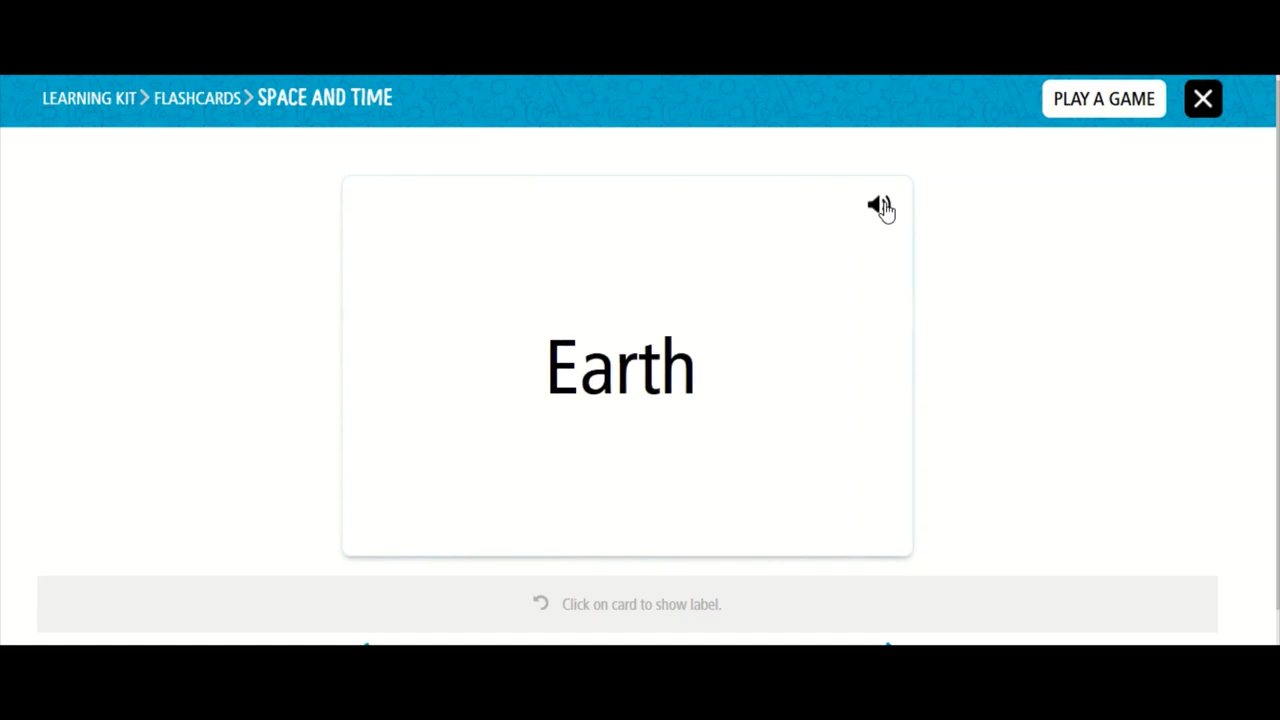 LEARNING KIT > FLASHCARDS > SPACE AND TIME
PLAY A GAME
Earth
Click on card to show label.